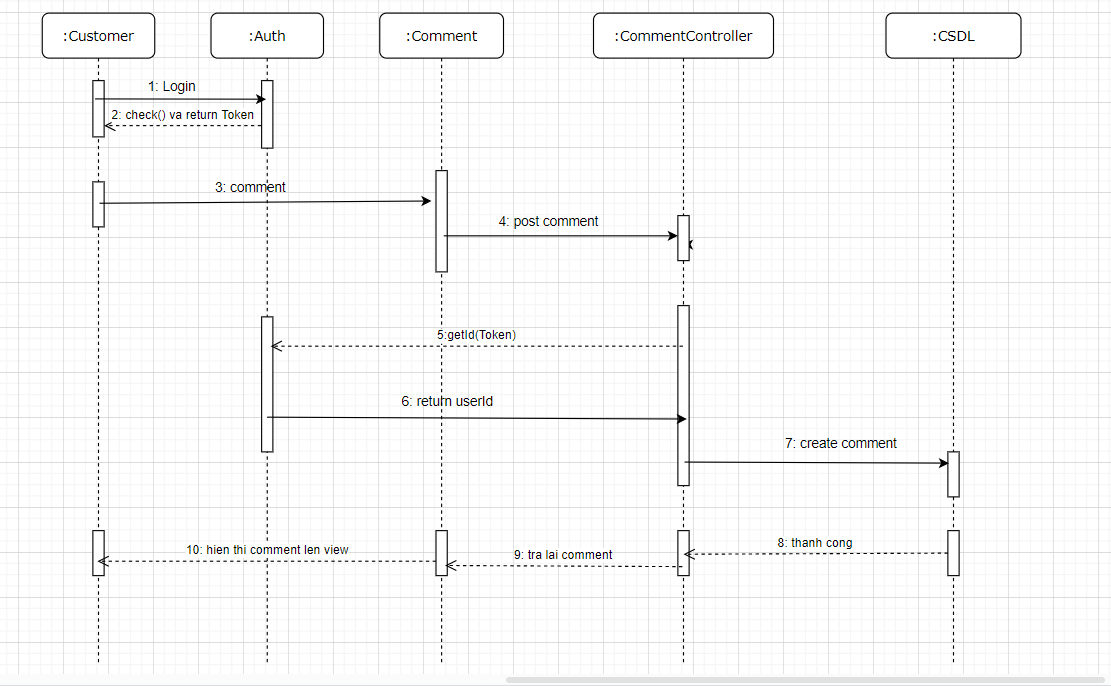 :Customer
:Auth
:Comment
:CommentController
:CSDL
1: Login
2: check() va return Token
3: comment
4: post comment
5:getId(Token)
6: return userId
7: create comment
8: thanh cong
9: tra lai comment
10: hien thi comment len view